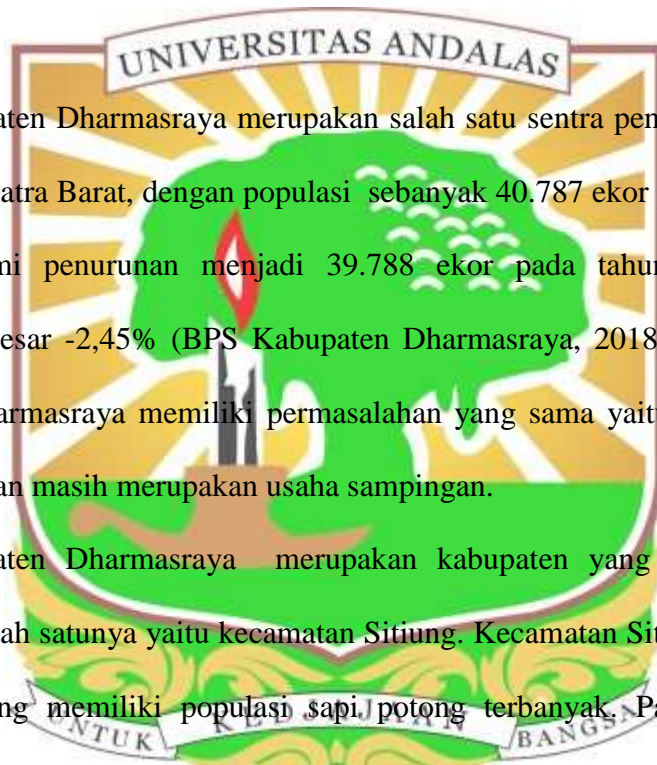 UNIVERSITAS ANDALAS
aten Dharmasraya merupakan salah satu sentra pen
atra Barat, dengan populasi sebanyak 40.787 ekor
mi penurunan menjadi 39.788 ekor pada tahun
esar -2,45% (BPS Kabupaten Dharmasraya, 2018
armasraya memiliki permasalahan yang sama yaitu
an masih merupakan usaha sampingan.
aten Dharmasraya merupakan kabupaten yang
ah satunya yaitu kecamatan Sitiung. Kecamatan Sit
ng memiliki populasi sapi potong terbanyak. Pa
UNTUK KEDJAJAAN BANGSA